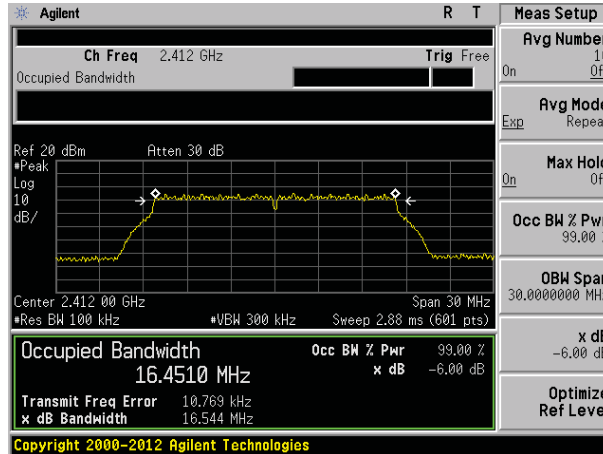 Agilent R T
Ch Freq 2.412 GHz Trig Free
Occupied Bandwidth
Ref 20 dBm Atten 30 dB
#Peak
Log
10
dB/
Center 2.412 00 GHz Span 30 MHz
#Res BW 100 kHz #VBW 300 kHz Sweep 2.88 ms (601 pts)
Occupied Bandwidth Occ BW % Pwr 99.00 %
16.4510 MHz x dB -6.00 dB
Transmit Freq Error 10.769 kHz
x dB Bandwidth 16.544 MHz
Copyright 2000-2012 Agilent Technologies
Meas Setup
Avg Number
On
Avg Mode
Exp Repea
Max Hold
On
Occ BW % Pwr
99.00
OBW Span
30.0000000 MH
x dB
-6.00 d
Optimize
Ref Level